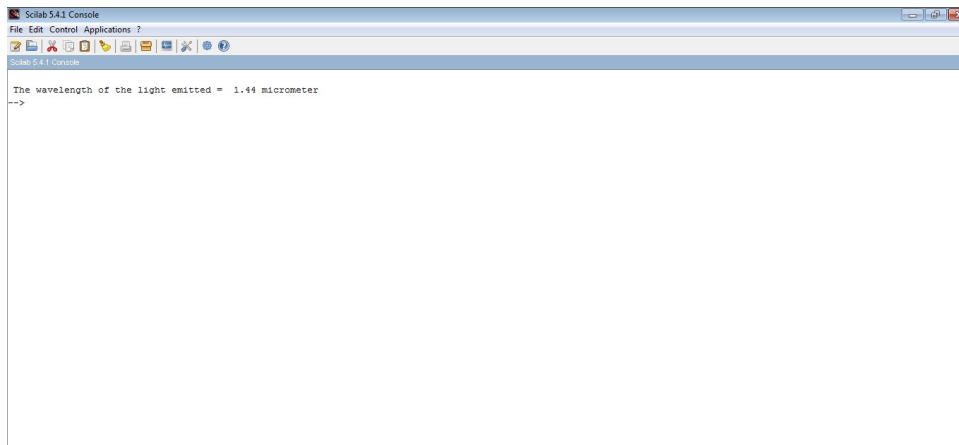 Scilab 5.4.1 Console
File Edit Control Applications ?
Scilab 5.4.1 Console
The wavelength of the light emitted = 1.44 micrometer
-->